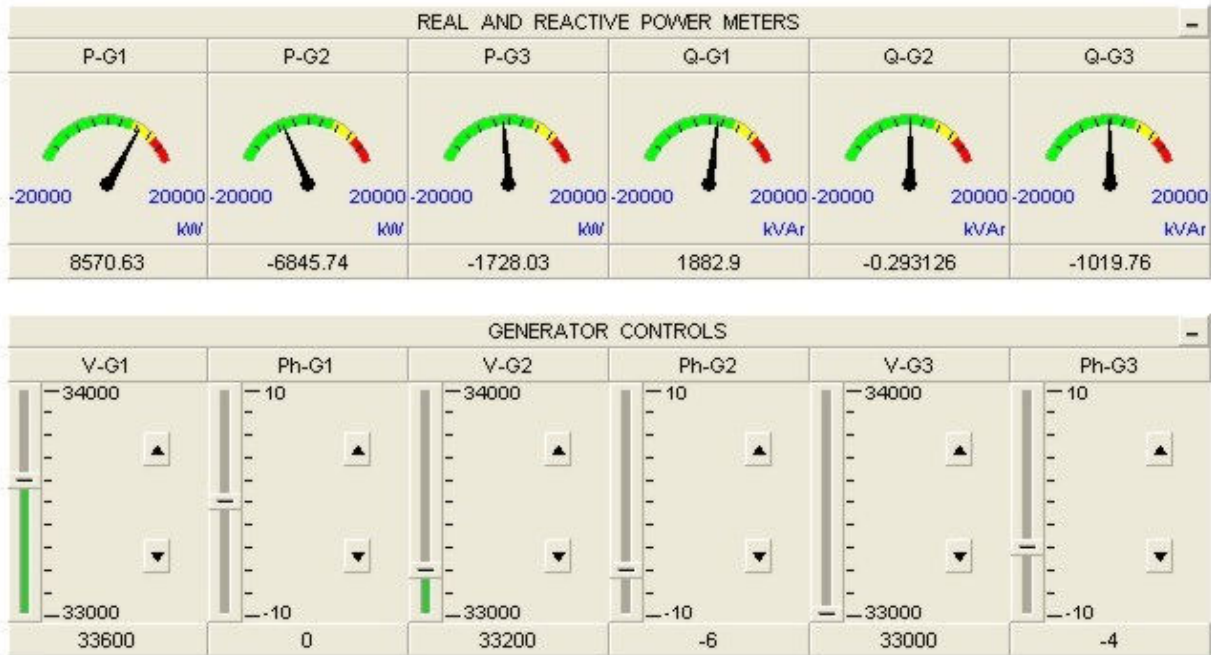 REAL AND REACTIVE POWER METERS
P-G1 P-G2 P-G3 Q-G1 Q-G2 Q-G3
-20000 20000 -20000 20000 -20000 20000 -20000 20000 -20000 20000 -20000 20000
kW kW kW kVAr kVAr kVAr
8570.63 -6845.74 -1728.03 1882.9 -0.293126 -1019.76
GENERATOR CONTROLS
V-G1 Ph-G1 V-G2 Ph-G2 V-G3 Ph-G3
34000 10 34000 10 34000 10
33000 -10 33000 -10 33000 -10
33600 0 33200 -6 33000 -4